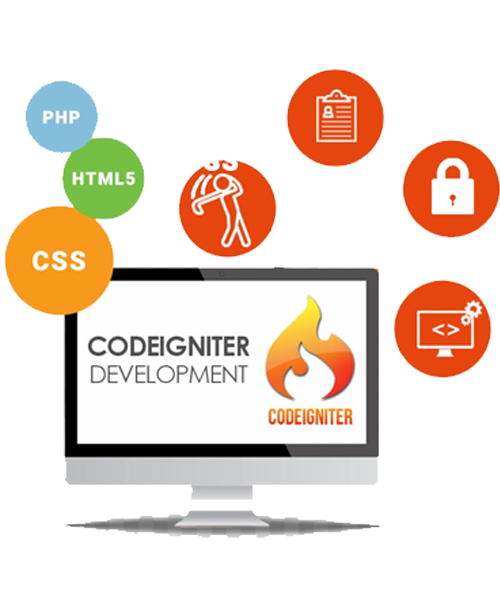 PHP
HTML5
CSS
CODEIGNITER
DEVELOPMENT
CODEIGNITER
< >